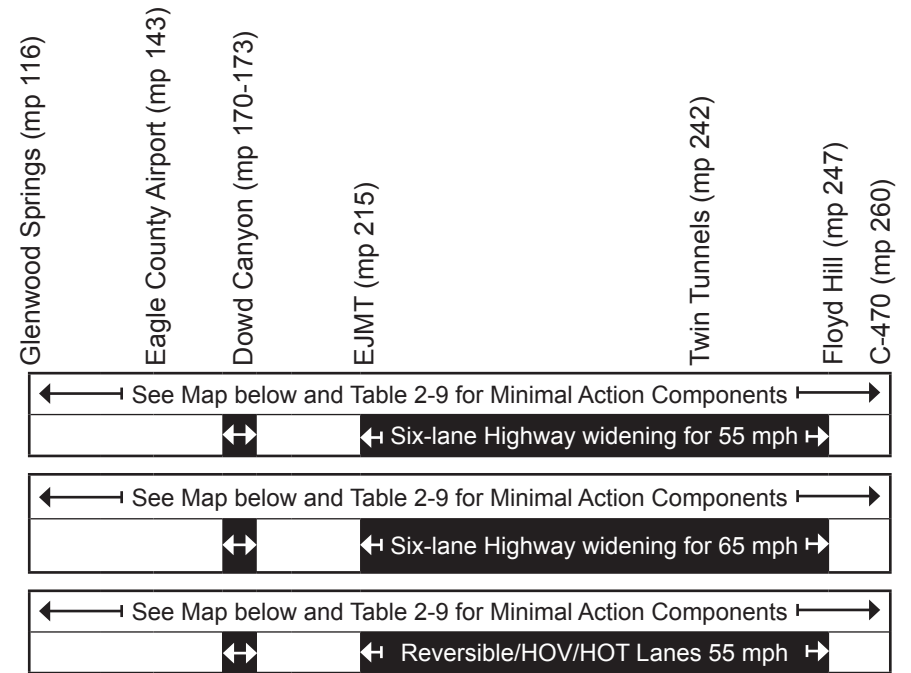 Glenwood Springs (mp 116)
Eagle County Airport (mp 143)
Dowd Canyon (mp 170-173)
EJMT (mp 215)
Twin Tunnels (mp 242)
Floyd Hill (mp 247)
C-470 (mp 260)
See Map below and Table 2-9 for Minimal Action Components
Six-lane Highway widening for 55 mph
See Map below and Table 2-9 for Minimal Action Components
Six-lane Highway widening for 65 mph
See Map below and Table 2-9 for Minimal Action Components
Reversible/HOV/HOT Lanes 55 mph